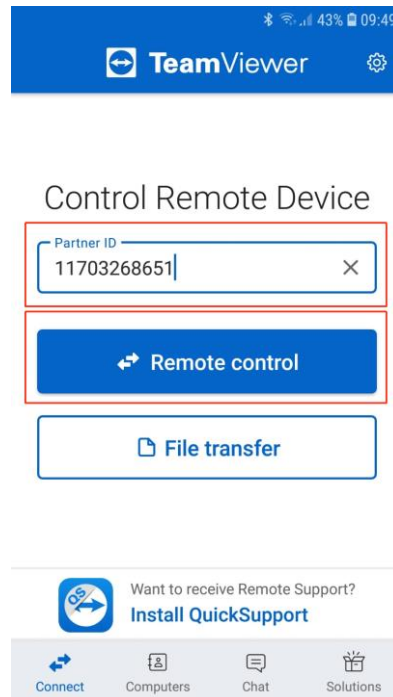 43% 09:49
TeamViewer
Control Remote Device
Partner ID
11703268651
Remote control
File transfer
QS
Want to receive Remote Support?
Install QuickSupport
Connect Computers Chat Solutions